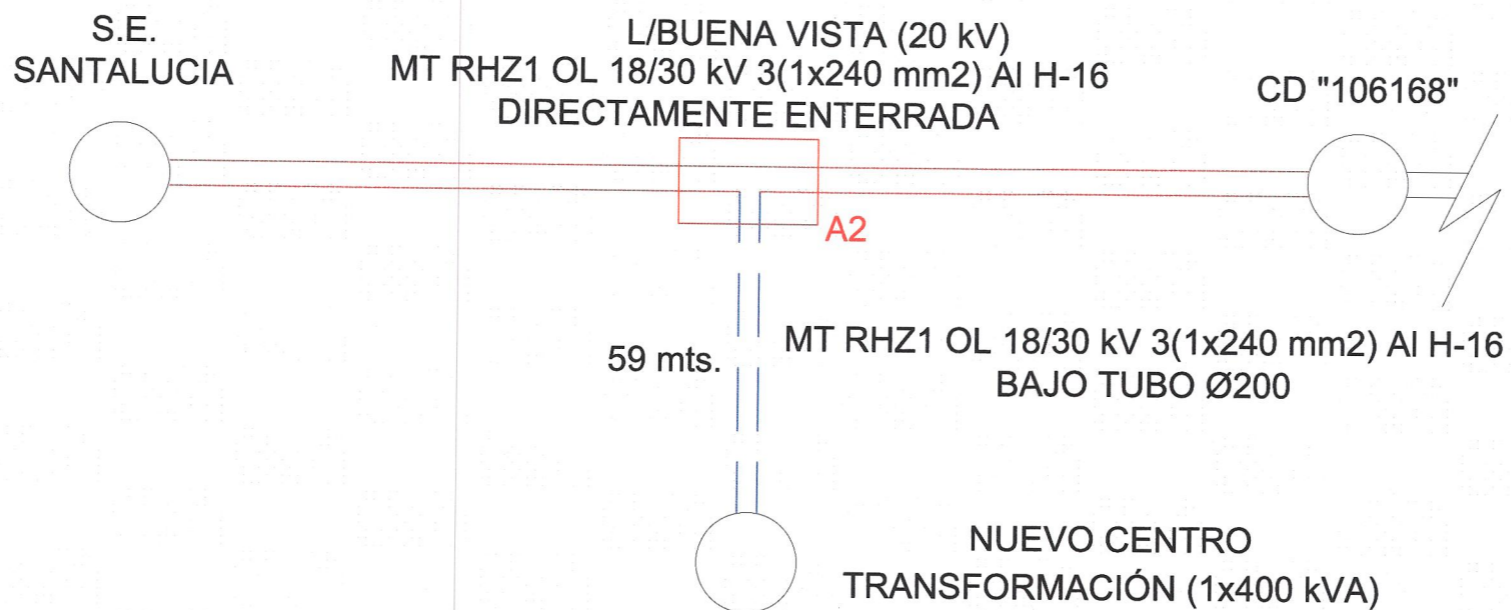 S.E.
SANTALUCIA
L/BUENA VISTA (20 kV)
MT RHZ1 OL 18/30 kV 3(1x240 mm2) Al H-16
DIRECTAMENTE ENTERRADA
CD "106168"
A2
59 mts.
MT RHZ1 OL 18/30 kV 3(1x240 mm2) Al H-16
BAJO TUBO Ø200
NUEVO CENTRO
TRANSFORMACIÓN (1x400 kVA)